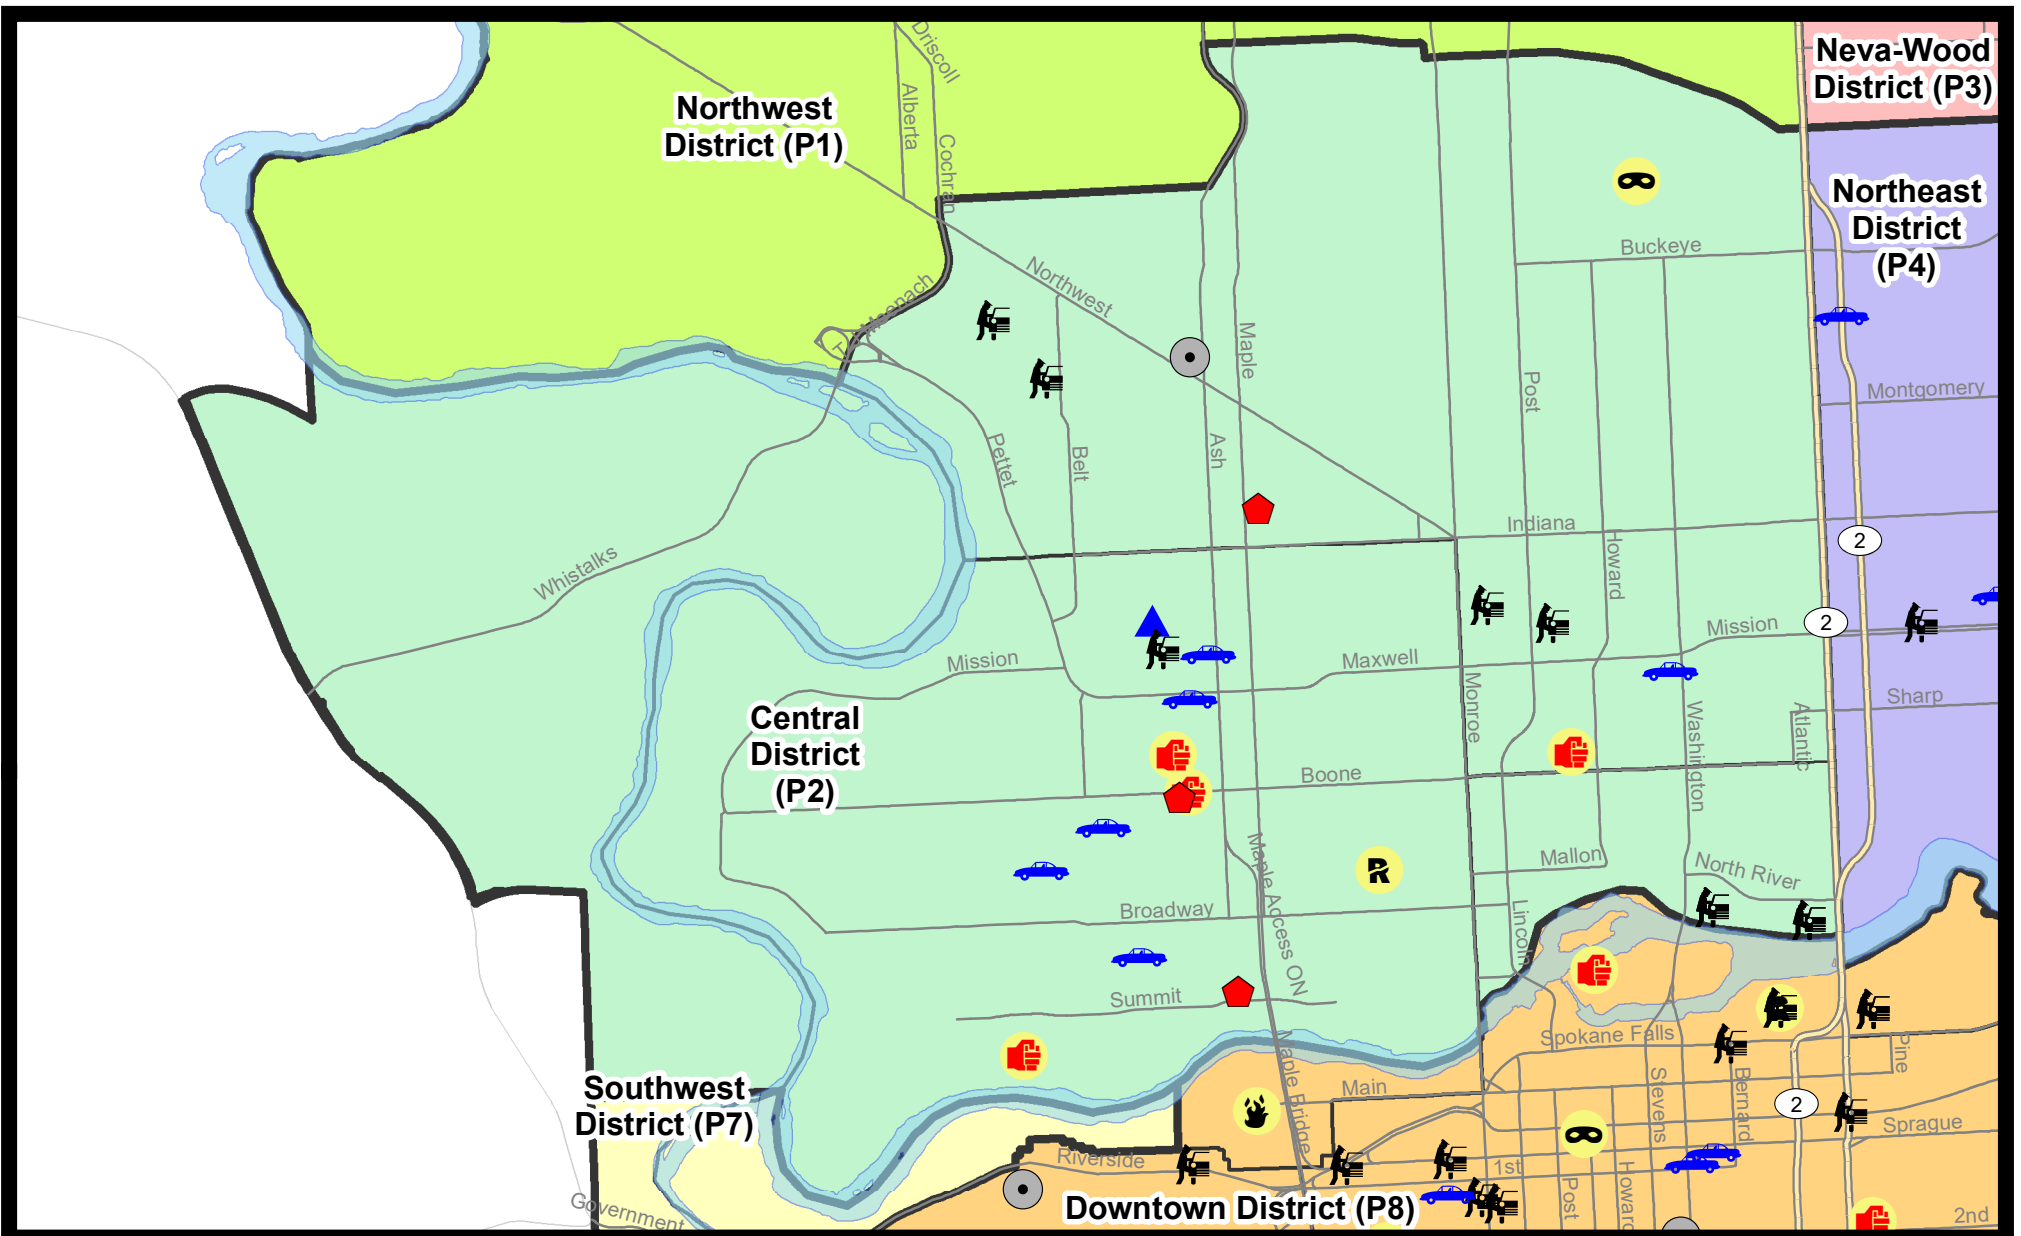 Driscoll
Neva-Wood
District (P3)
Northwest
District (P1)
Alberta
Cochran
Northeast
District
(P4)
Buckeye
Northwest
Maple
Montgomery
Post
Pettet
Belt
Ash
Indiana
2
Howard
Whistalks
2
Mission
Mission
Maxwell
Monroe
Sharp
Washington
Atlantic
Central
District
(P2)
Boone
Mallon
North River
Maple Access ON
Broadway
Lincoln
Summit
Spokane Falls
Pine
Maple Bridge
Main
Stevens
Bernard
2
Southwest
District (P7)
Sprague
Riverside
1st
Howard
Post
Government
Downtown District (P8)
2nd
R